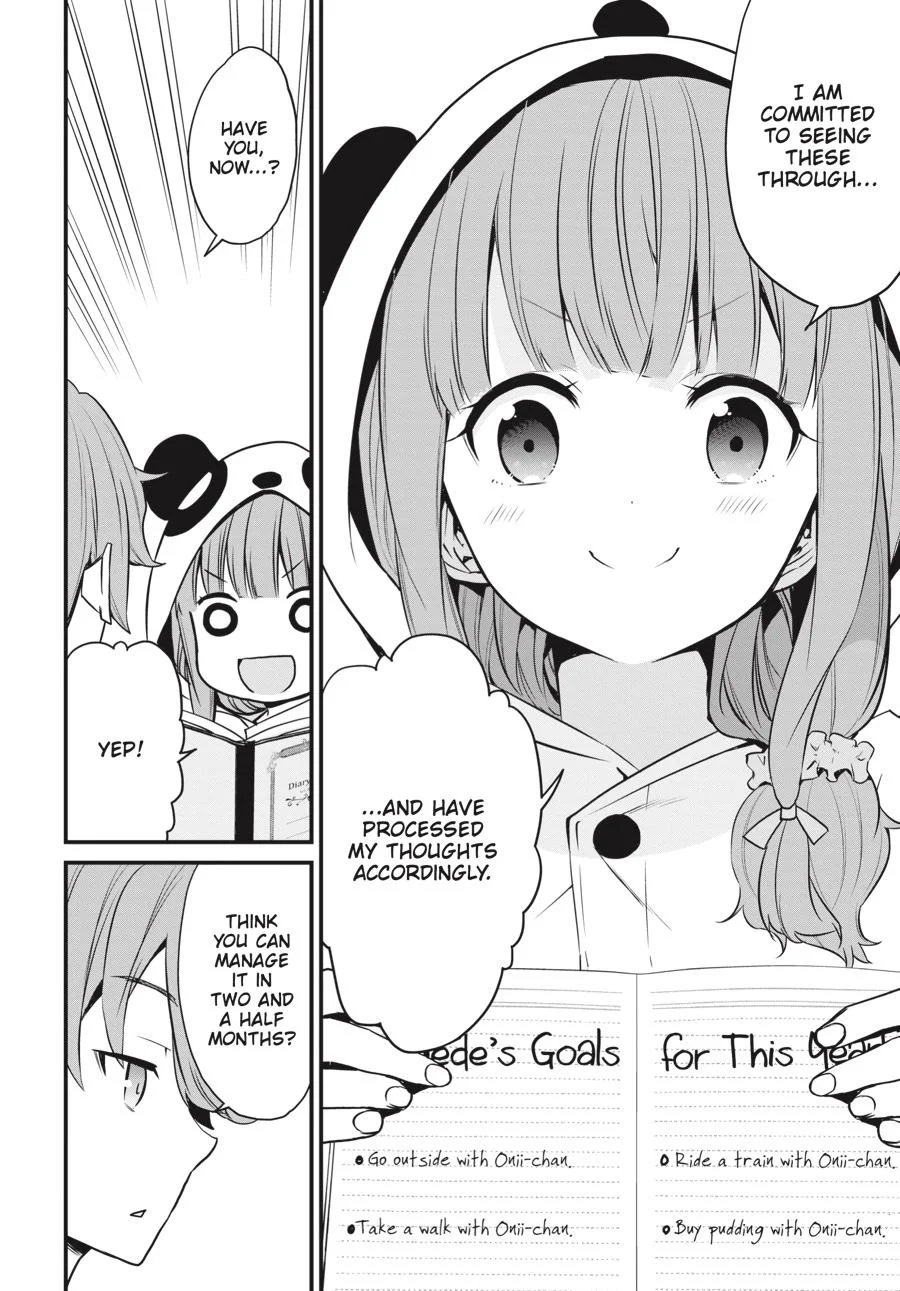 I AM
COMMITTED
TO SEEING
THESE
THROUGH...
...AND HAVE
PROCESSED
MY THOUGHTS
ACCORDINGLY.
ede's Goals
for This Year!
• Go outside with Onii-chan.
• Take a walk with Onii-chan.
• Ride a train with Onii-chan.
• Buy pudding with Onii-chan.
HAVE
YOU,
NOW...?
YEP!
Diary
THINK
YOU CAN
MANAGE
IT IN
TWO AND
A HALF
MONTHS?